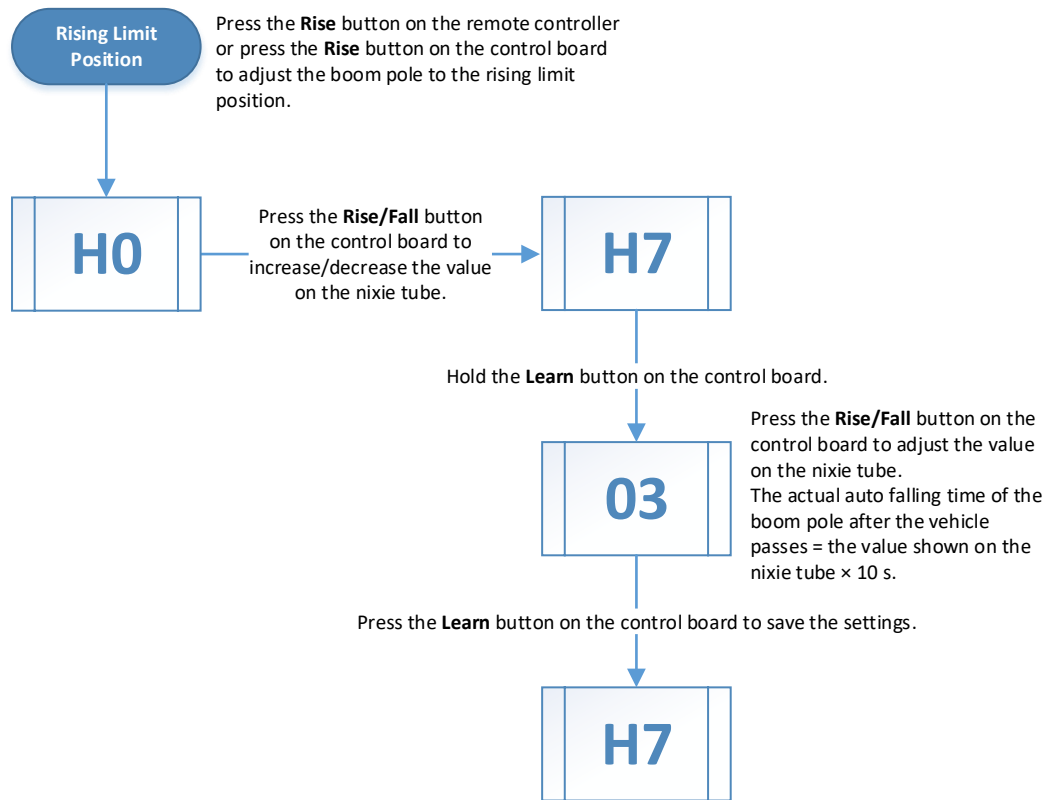 Rising Limit
Position
Press the Rise button on the remote controller
or press the Rise button on the control board
to adjust the boom pole to the rising limit
position.
H0
Press the Rise/Fall button
on the control board to
increase/decrease the value
on the nixie tube.
H7
Hold the Learn button on the control board.
03
Press the Rise/Fall button on the
control board to adjust the value
on the nixie tube.
The actual auto falling time of the
boom pole after the vehicle
passes = the value shown on the
nixie tube × 10 s.
Press the Learn button on the control board to save the settings.
H7